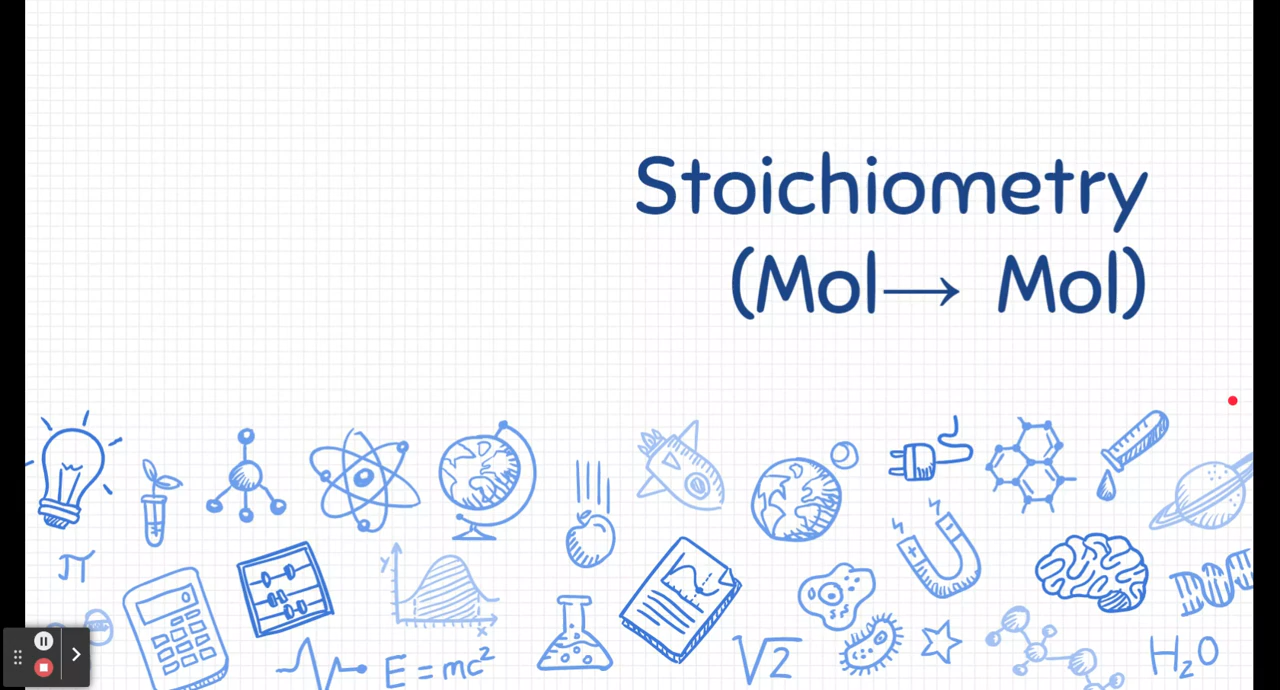 Stoichiometry
(Mol→ Mol)
π
y
x
E = mc²
√2
H₂O